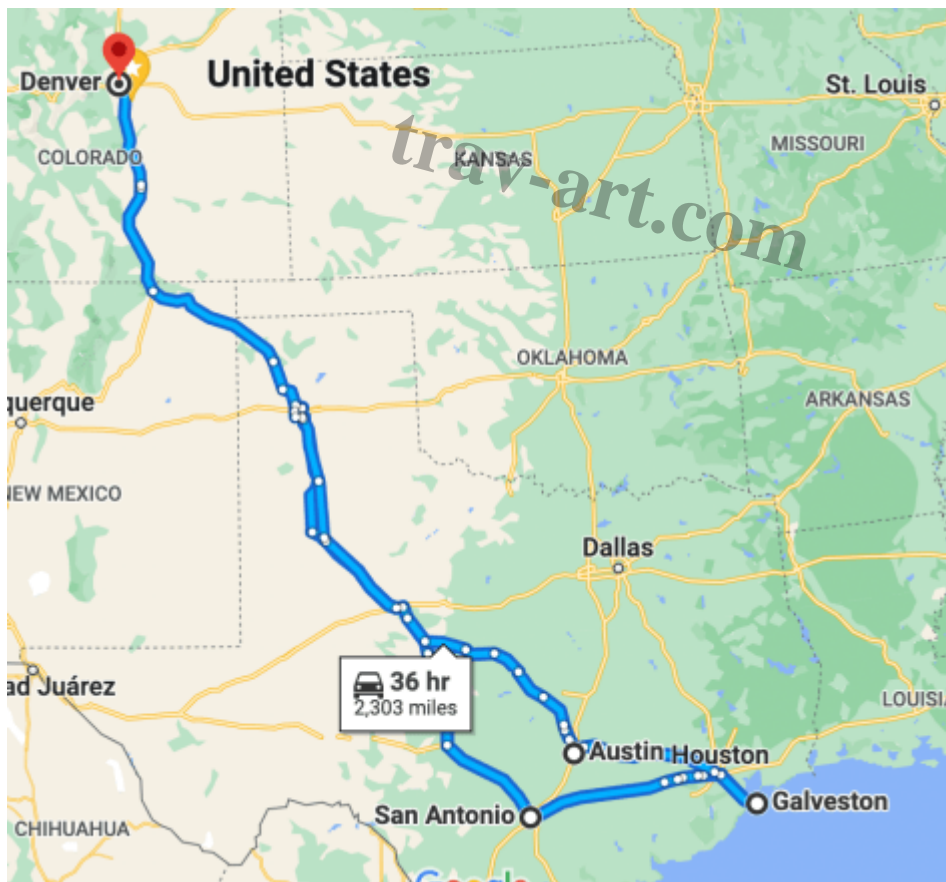 Denver
United States
St. Louis
COLORADO
KANSAS
MISSOURI
trav-art.com
OKLAHOMA
ARKANSAS
querque
NEW MEXICO
Dallas
ad Juárez
36 hr
2,303 miles
LOUISIA
Austin
Houston
San Antonio
Galveston
CHIHUAHUA
Google